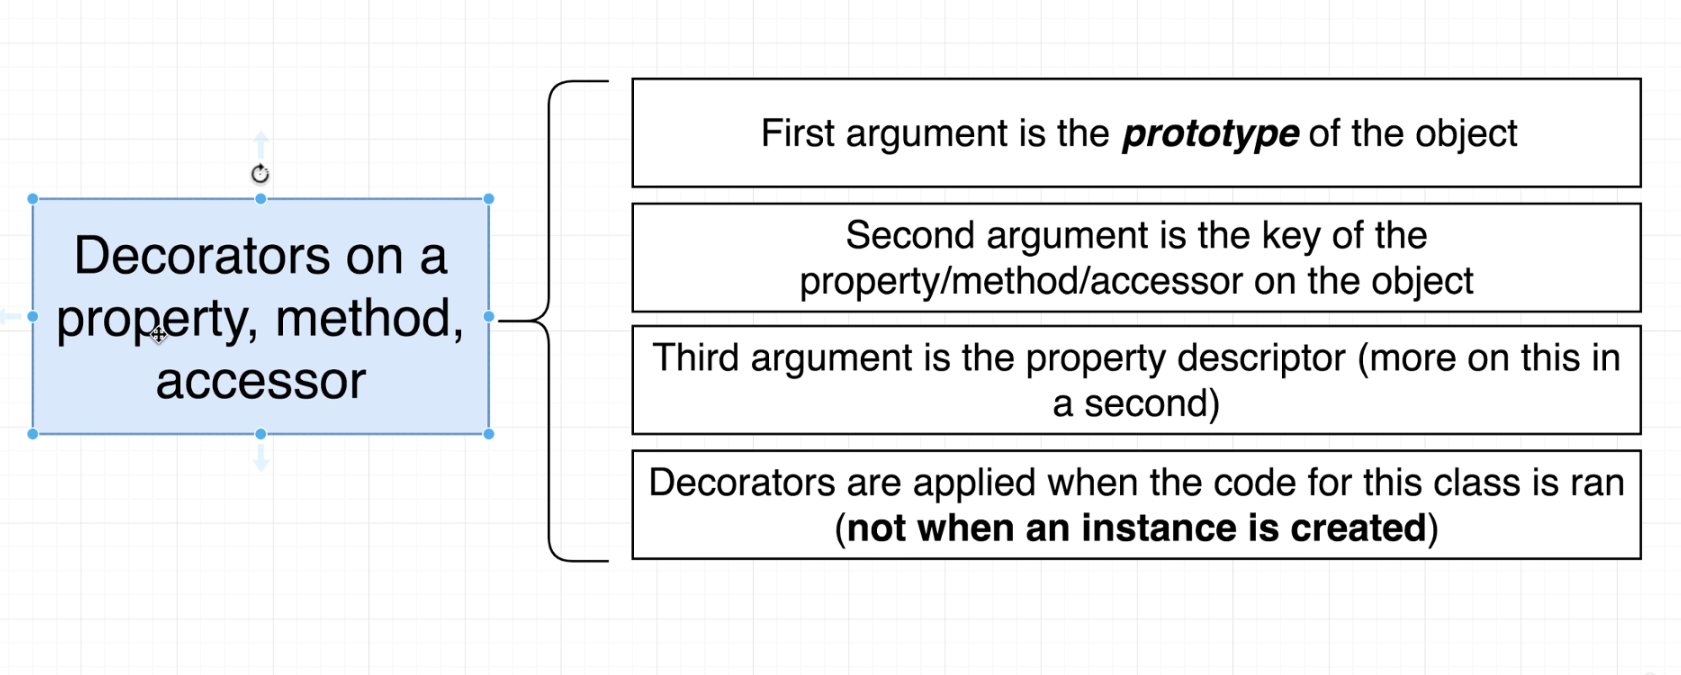 Decorators on a
property, method,
accessor
First argument is the prototype of the object
Second argument is the key of the
property/method/accessor on the object
Third argument is the property descriptor (more on this in
a second)
Decorators are applied when the code for this class is ran
(not when an instance is created)